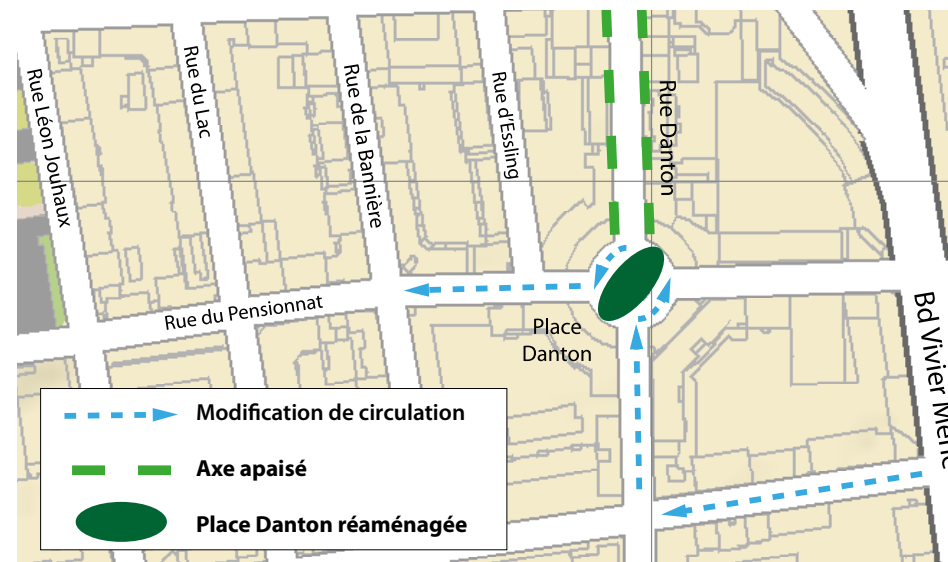 Rue Léon Jouhaux
Rue du Lac
Rue de la Bannière
Rue d'Essling
Rue Danton
Rue du Pensionnat
Place
Danton
Bd Vivier Merle
Modification de circulation
Axe apaisé
Place Danton réaménagée